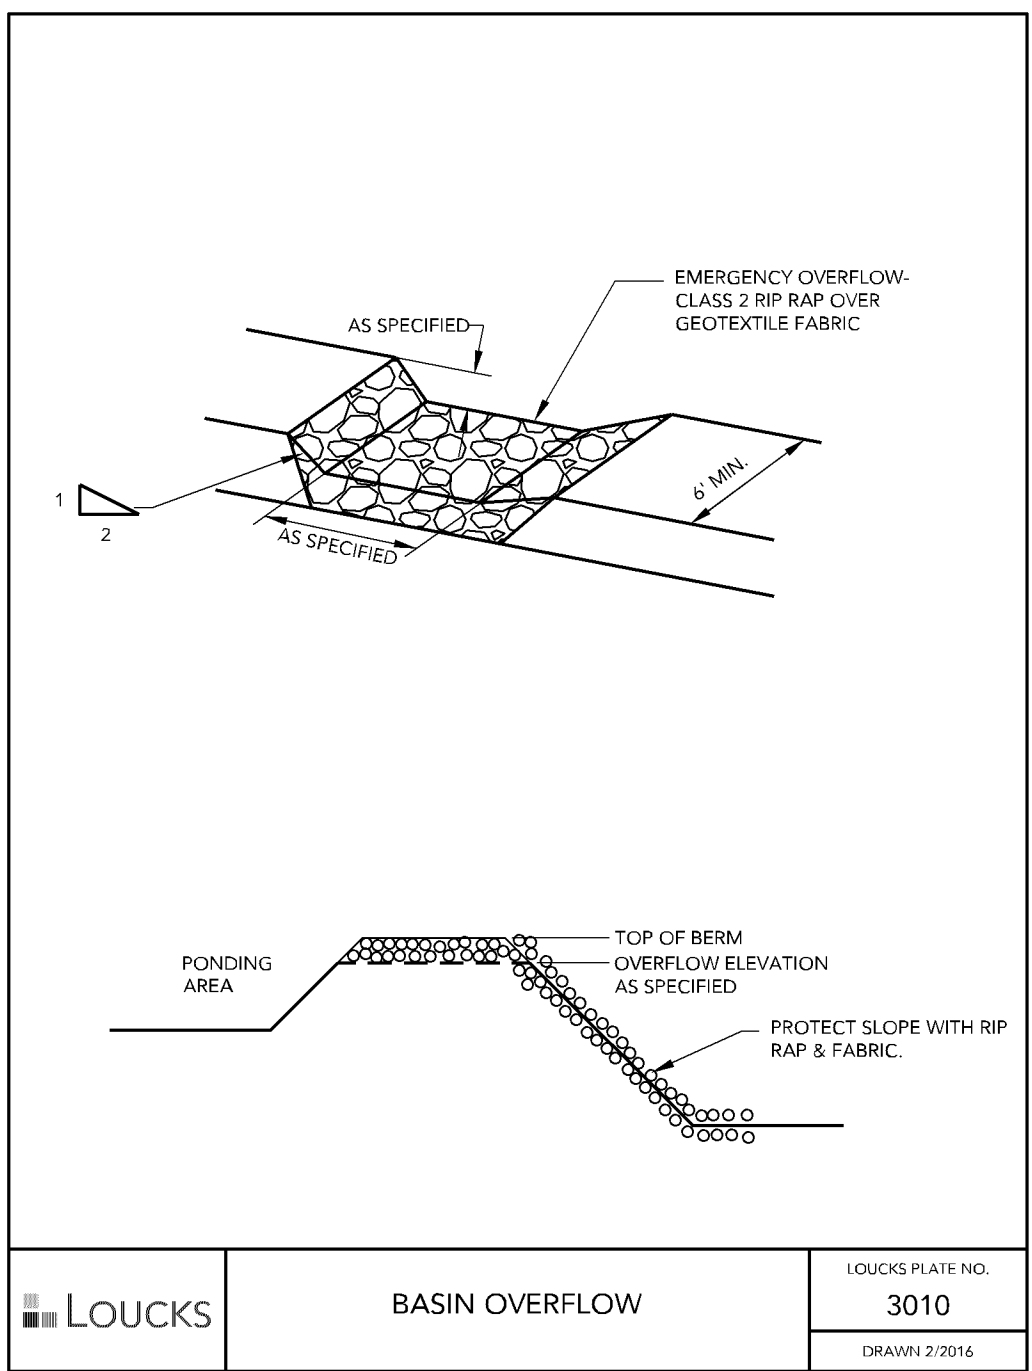 EMERGENCY OVERFLOW-
CLASS 2 RIP RAP OVER
GEOTEXTILE FABRIC
AS SPECIFIED
6' MIN.
1
2
AS SPECIFIED
TOP OF BERM
PONDING
AREA
OVERFLOW ELEVATION
AS SPECIFIED
PROTECT SLOPE WITH RIP
RAP & FABRIC.
LOUCKS
BASIN OVERFLOW
LOUCKS PLATE NO.
3010
DRAWN 2/2016